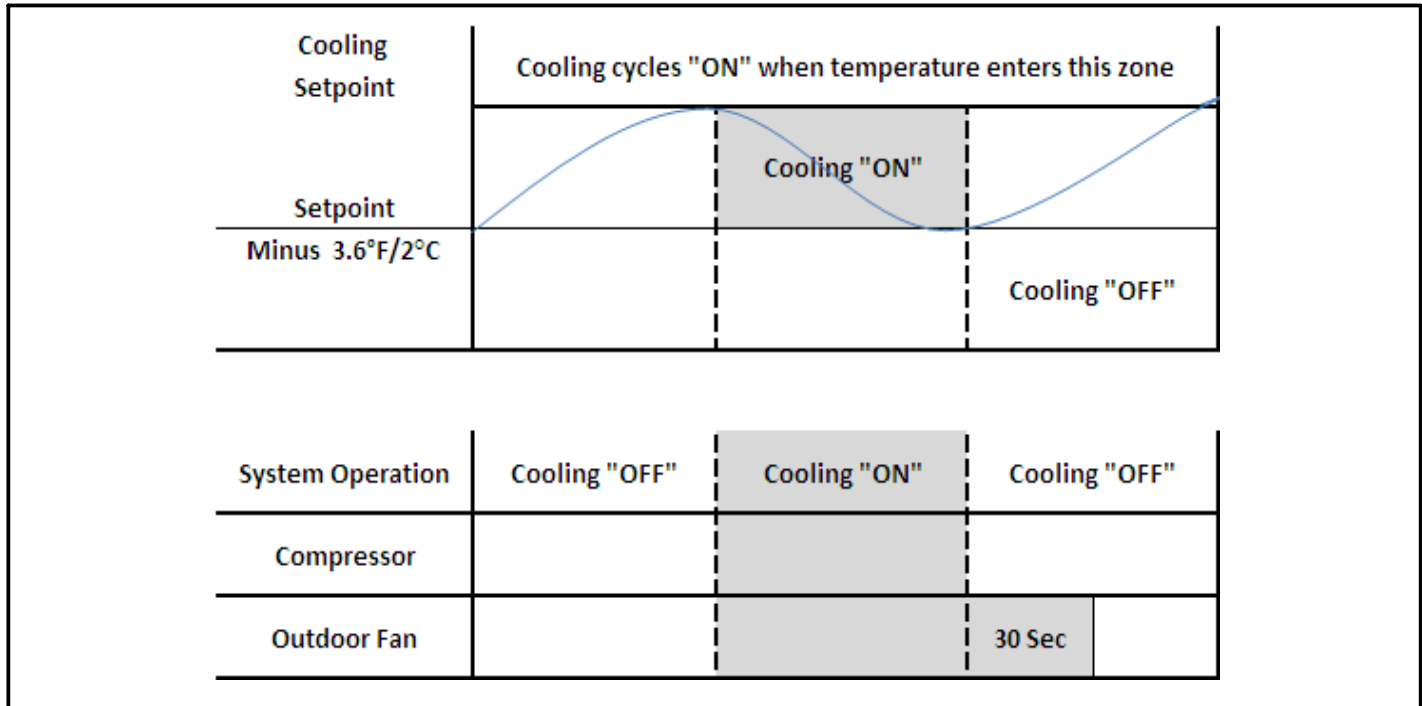 Cooling
Setpoint
Cooling cycles "ON" when temperature enters this zone
Cooling "ON"
Setpoint
Minus 3.6°F/2°C
Cooling "OFF"
System Operation
Cooling "OFF"
Cooling "ON"
Cooling "OFF"
Compressor
Outdoor Fan
30 Sec